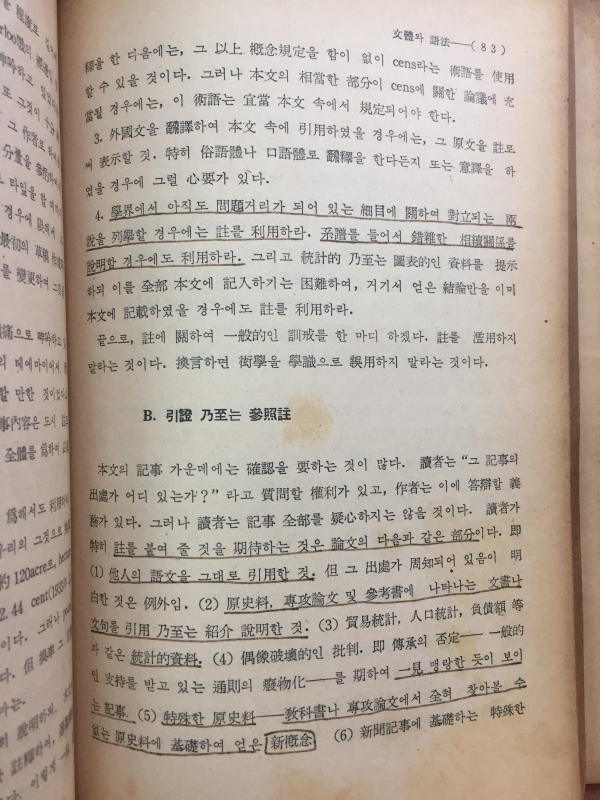 文體와 語法——(83)
釋을 한 다음에는, 그 以上 概念規定을 함이 없이 cens라는 術語를 使用
할 수 있을 것이다. 그러나 本文의 相當한 部分이 cens에 關한 論議에 充
當될 경우에는, 이 術語는 宜當 本文 속에서 規定되어야 한다.
3. 外國文을 飜譯하여 本文 속에 引用하였을 경우에는, 그 原文을 註로
써 表示할 것. 特히 俗語體나 口語體로 飜釋을 한다든지 또는 意譯을 하
였을 경우에 그럴 心要가 있다.
4. 學界에서 아직도 問題거리가 되어 있는 細目에 關하여 對立되는 兩
說을 列擧할 경우에는 註를 利用하라. 系譜를 들어서 錯雜한 相續關係를
說明할 경우에도 利用하라. 그리고 統計的 乃至는 圖表的인 資料를 提示
하되 이를 全部 本文에 記入하기는 困難하여, 거기서 얻은 結論만을 이미
本文에 記載하였을 경우에도 註를 利用하라.
끝으로, 註에 關하여 一般的인 訓戒를 한 마디 하겠다. 註를 濫用하지
말라는 것이다. 換言하면 衒學을 學識으로 誤用하지 말라는 것이다.
B. 引證 乃至는 參照註
本文의 記事 가운데에는 確認을 要하는 것이 많다. 讀者는 “그 記事의
出處가 어디 있는가?” 라고 質問할 權利가 있고, 作者는 이에 答辯할 義
務가 있다. 그러나 讀者는 記事 全部를 疑心하지는 않을 것이다. 讀者가
特히 註를 붙여 줄 것을 期待하는 것은 論文의 다음과 같은 部分이다. 即
(1) 他人의 語文을 그대로 引用할 것. 但 그 出處가 周知되어 있음이 明
白한 것은 例外임. (2) 原史料, 專攻論文 및 參考書에 나타나는 文書나
文句를 引用 乃至는 紹介 說明한 것. (3) 貿易統計, 人口統計, 負債額 等
과 같은 統計的資料. (4) 偶像破壞的인 批判. 即 傳承의 否定—— 一般的
인 支持를 받고 있는 通則의 廢物化——를 期하여 一見 明朗한 듯이 보이
는 記事. (5) 特殊한 原史料——敎科書나 專攻論文에서 全혀 찾아볼 수
없는 原史料에 基礎하여 얻은 新概念 (6) 新聞記事에 基礎하는 特殊한